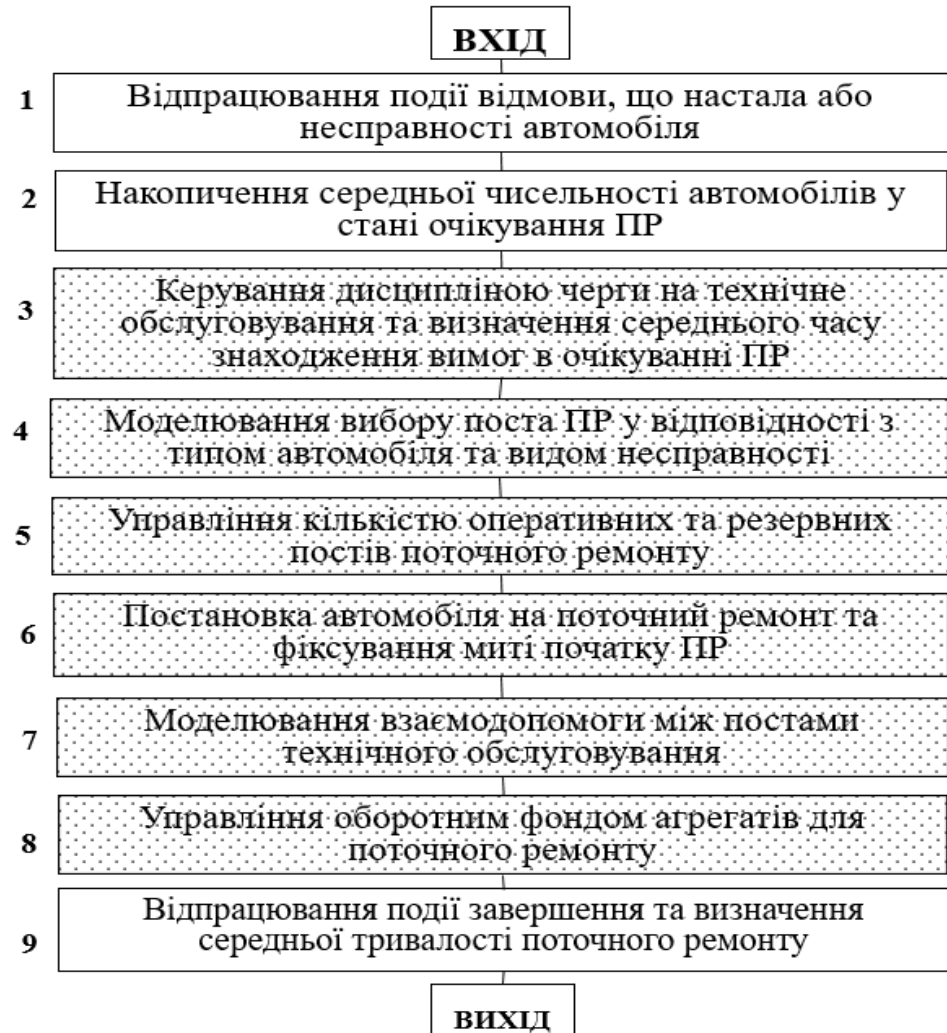 ВХІД
1
Відпрацювання події відмови, що настала або
несправності автомобіля
2
Накопичення середньої чисельності автомобілів у
стані очікування ПР
3
Керування дисципліною черги на технічне
обслуговування та визначення середнього часу
знаходження вимог в очікуванні ПР
4
Моделювання вибору поста ПР у відповідності з
типом автомобіля та видом несправності
5
Управління кількістю оперативних та резервних
постів поточного ремонту
6
Постановка автомобіля на поточний ремонт та
фіксування миті початку ПР
7
Моделювання взаємодопомоги між постами
технічного обслуговування
8
Управління оборотним фондом агрегатів для
поточного ремонту
9
Відпрацювання події завершення та визначення
середньої тривалості поточного ремонту
ВИХІД